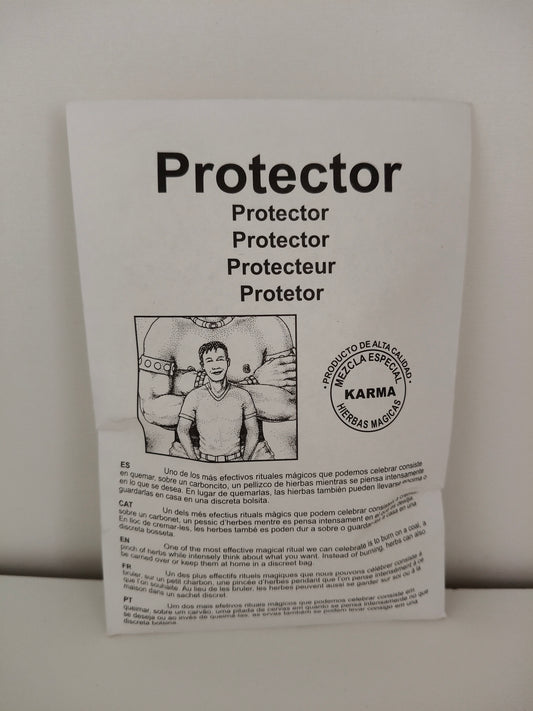 Protector
Protector
Protector
Protecteur
Protetor
PRODUCTO DE ALTA CALIDAD
MEZCLA ESPECIAL
KARMA
HIERBAS MAGICAS
ES
Uno de los más efectivos rituales mágicos que podemos celebrar consiste
en quemar, sobre un carboncito, un pellizco de hierbas mientras se piensa intensamente
en lo que se desea. En lugar de quemarlas, las hierbas también pueden llevarse encima o
guardarlas en casa en una discreta bolsita.
CAT
Un dels més efectius rituals màgics que podem celebrar consisteix a cremar,
sobre un carbonet, un pessic d'herbes mentre es pensa intensament en el que es desitja.
En lloc de cremar-les, les herbes també es poden dur a sobre o guardar-les a casa en una
discreta bosseta.
EN
One of the most effective magical ritual we can celebrate is to burn on a coal, a
pinch of herbs while intensely think about what you want. Instead of burning, herbs can also
be carried over or keep them at home in a discreet bag.
FR
Un des plus effectifs rituels magiques que nous pouvons célébrer consiste à
bruler, sur un petit charbon, une pincée d'herbes pendant que l'on pense intensément à ce
que l'on souhaite. Au lieu de les bruler, les herbes peuvent aussi se garder sur soi ou à la
maison dans un sachet discret.
PT
Um dos mais efetivos rituais mágicos que podemos celebrar consiste em
queimar, sobre um carvão, uma pitada de ervas em quanto se pensa intensamente no que
se deseja ou ao invés de queimá-las, as ervas também se podem levar consigo em uma
discreta bolsina.